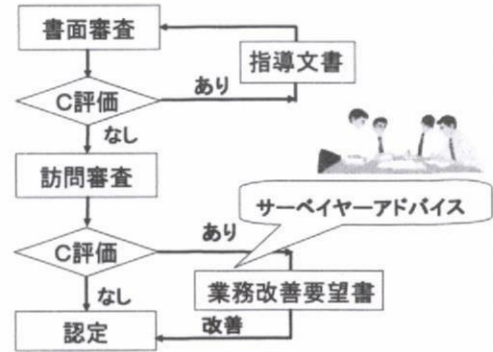 書面審査
指導文書
C評価
あり
なし
訪問審査
サーベイヤーアドバイス
C評価
あり
なし
業務改善要望書
認定
改善